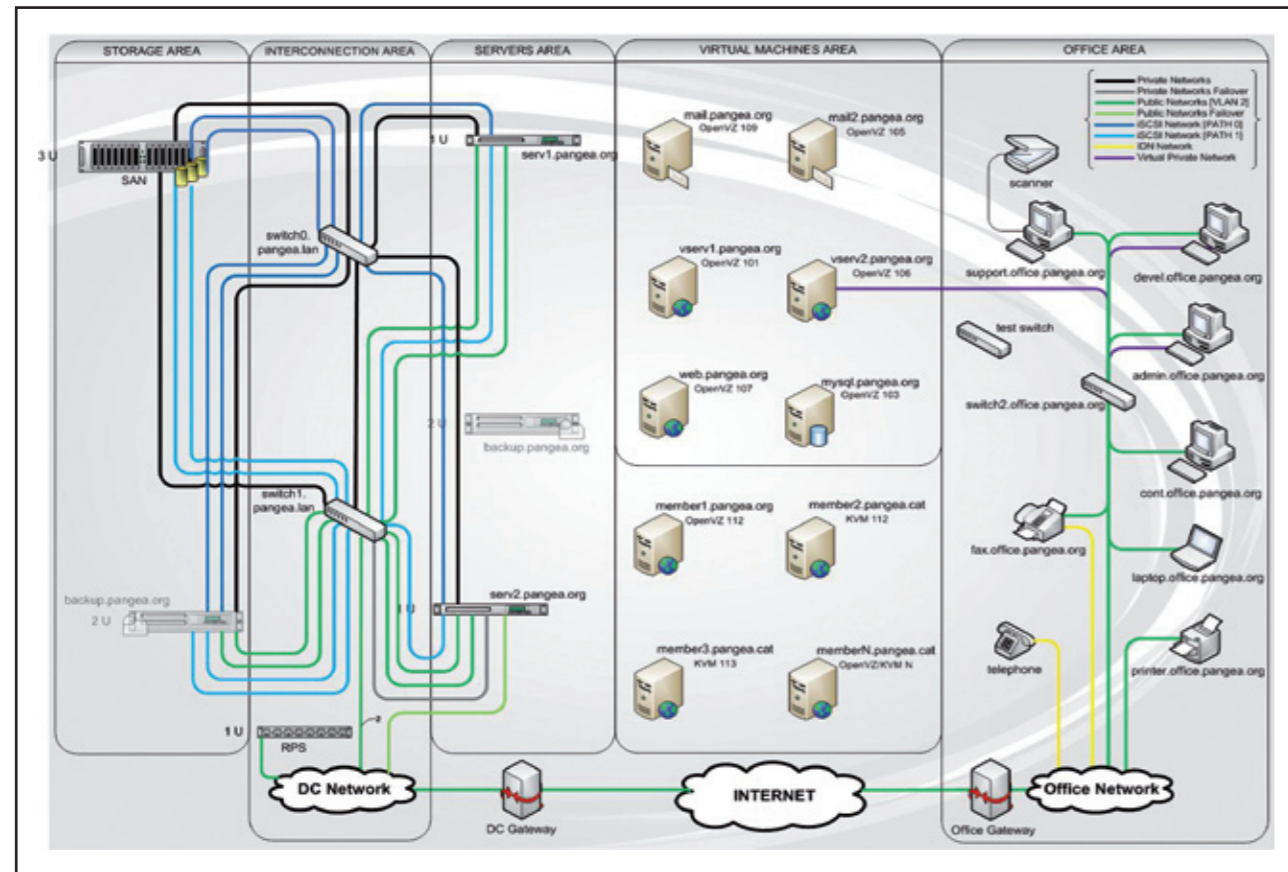 STORAGE AREA
INTERCONNECTION AREA
SERVERS AREA
VIRTUAL MACHINES AREA
OFFICE AREA
Private Networks
Private Networks Failover
Public Networks [VLAN 2]
Public Networks Failover
iSCSI Network [PATH 0]
iSCSI Network [PATH 1]
IDN Network
Virtual Private Network
3 U
SAN
switch0.
pangea.lan
1 U
serv1.pangea.org
mail.pangea.org
OpenVZ 109
mail2.pangea.org
OpenVZ 105
scanner
support.office.pangea.org
devel.office.pangea.org
vserv1.pangea.org
OpenVZ 101
vserv2.pangea.org
OpenVZ 106
test switch
admin.office.pangea.org
switch2.office.pangea.org
web.pangea.org
OpenVZ 107
mysql.pangea.org
OpenVZ 103
2 U
backup.pangea.org
cont.office.pangea.org
switch1.
pangea.lan
member1.pangea.org
OpenVZ 112
member2.pangea.cat
KVM 112
fax.office.pangea.org
laptop.office.pangea.org
backup.pangea.org
2 U
1 U
serv2.pangea.org
member3.pangea.cat
KVM 113
memberN.pangea.cat
OpenVZ/KVM N
telephone
printer.office.pangea.org
1 U
RPS
2
DC Network
DC Gateway
INTERNET
Office Gateway
Office Network